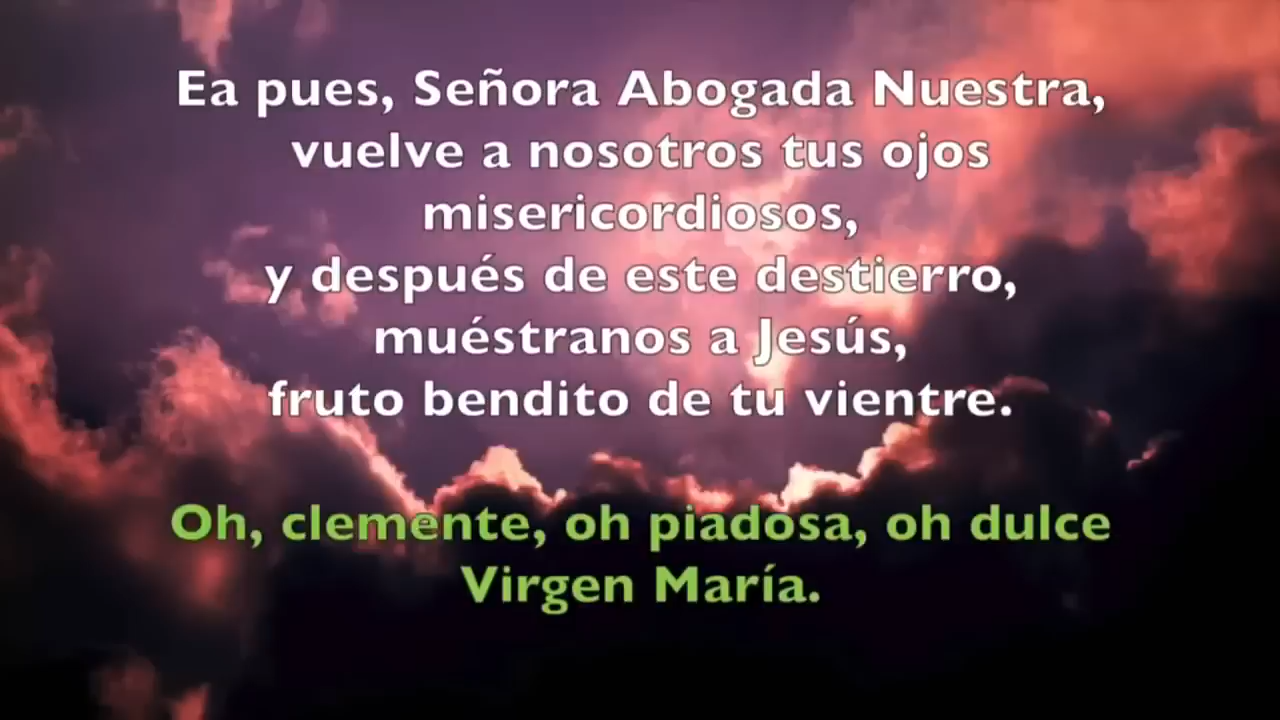 Ea pues, Señora Abogada Nuestra,
vuelve a nosotros tus ojos
misericordiosos,
y después de este destierro,
muéstranos a Jesús,
fruto bendito de tu vientre.
Oh, clemente, oh piadosa, oh dulce
Virgen María.